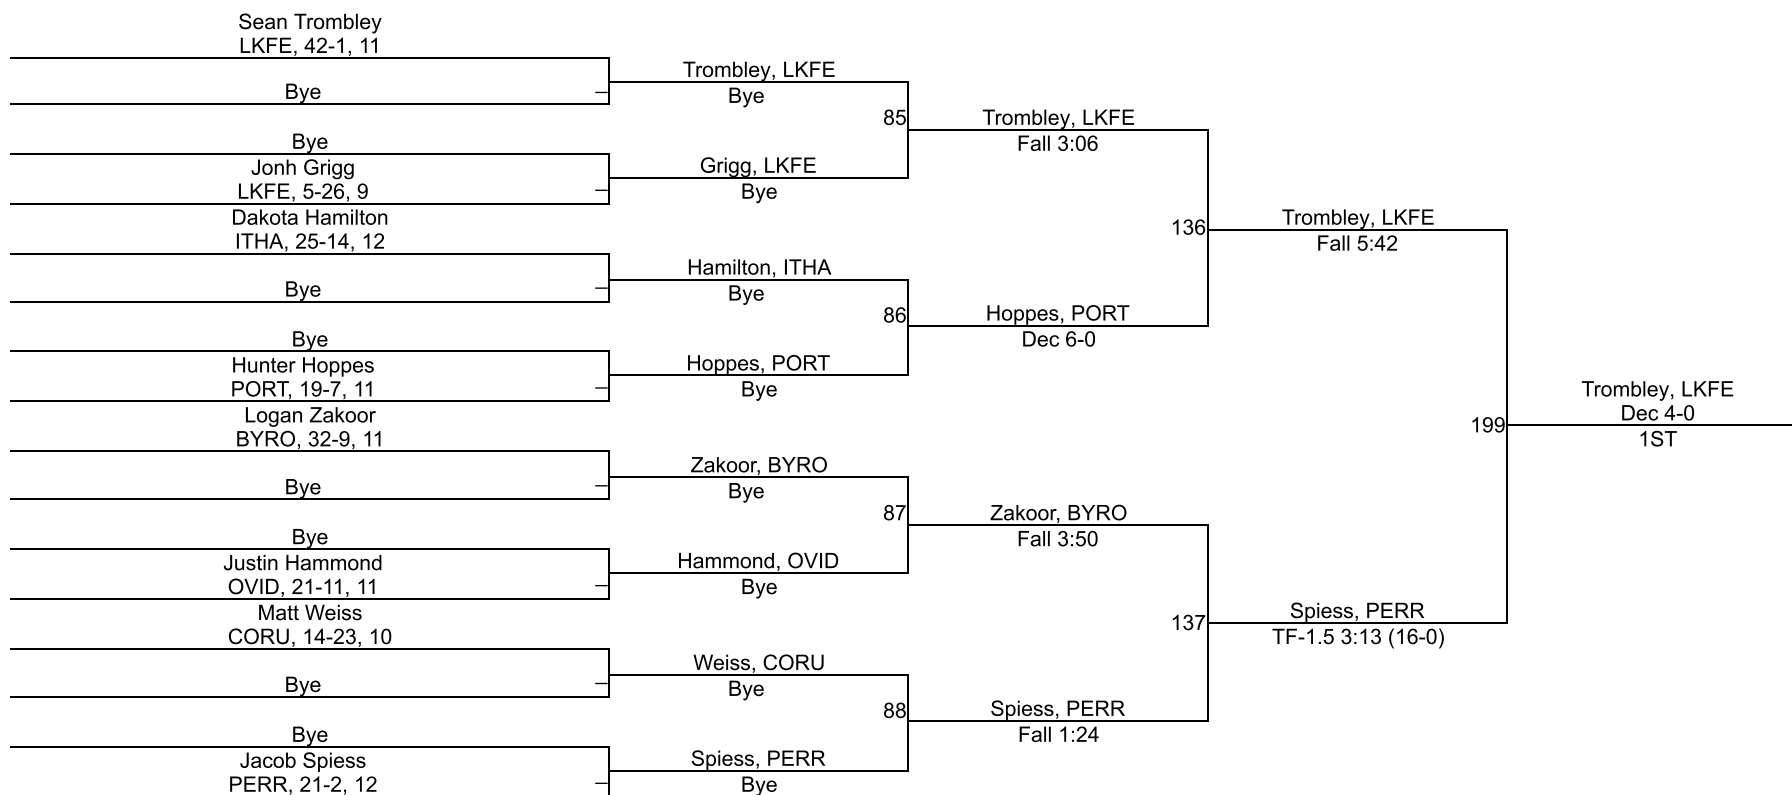 Sean Trombley
LKFE, 42-1, 11
Bye
Bye
Jonh Grigg
LKFE, 5-26, 9
Dakota Hamilton
ITHA, 25-14, 12
Bye
Bye
Hunter Hoppes
PORT, 19-7, 11
Logan Zakoor
BYRO, 32-9, 11
Bye
Bye
Justin Hammond
OVID, 21-11, 11
Matt Weiss
CORU, 14-23, 10
Bye
Bye
Jacob Spiess
PERR, 21-2, 12
Trombley, LKFE
Bye
85
Grigg, LKFE
Bye
Hamilton, ITHA
Bye
86
Hoppes, PORT
Bye
Zakoor, BYRO
Bye
87
Hammond, OVID
Bye
Weiss, CORU
Bye
88
Spiess, PERR
Bye
Trombley, LKFE
Fall 3:06
136
Hoppes, PORT
Dec 6-0
Zakoor, BYRO
Fall 3:50
137
Spiess, PERR
Fall 1:24
Trombley, LKFE
Fall 5:42
199
Spiess, PERR
TF-1.5 3:13 (16-0)
Trombley, LKFE
Dec 4-0
1ST